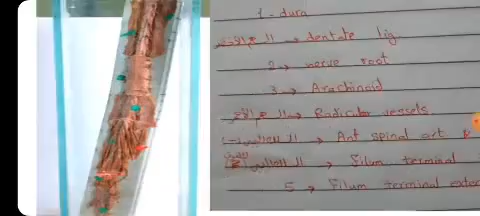 1- dura
→ dentate lig
2→ nerve root
3→ Arachinoid
→ Radicular vessels
→ Ant spinal art &
→ Filum terminal
5→ Filum terminal exter